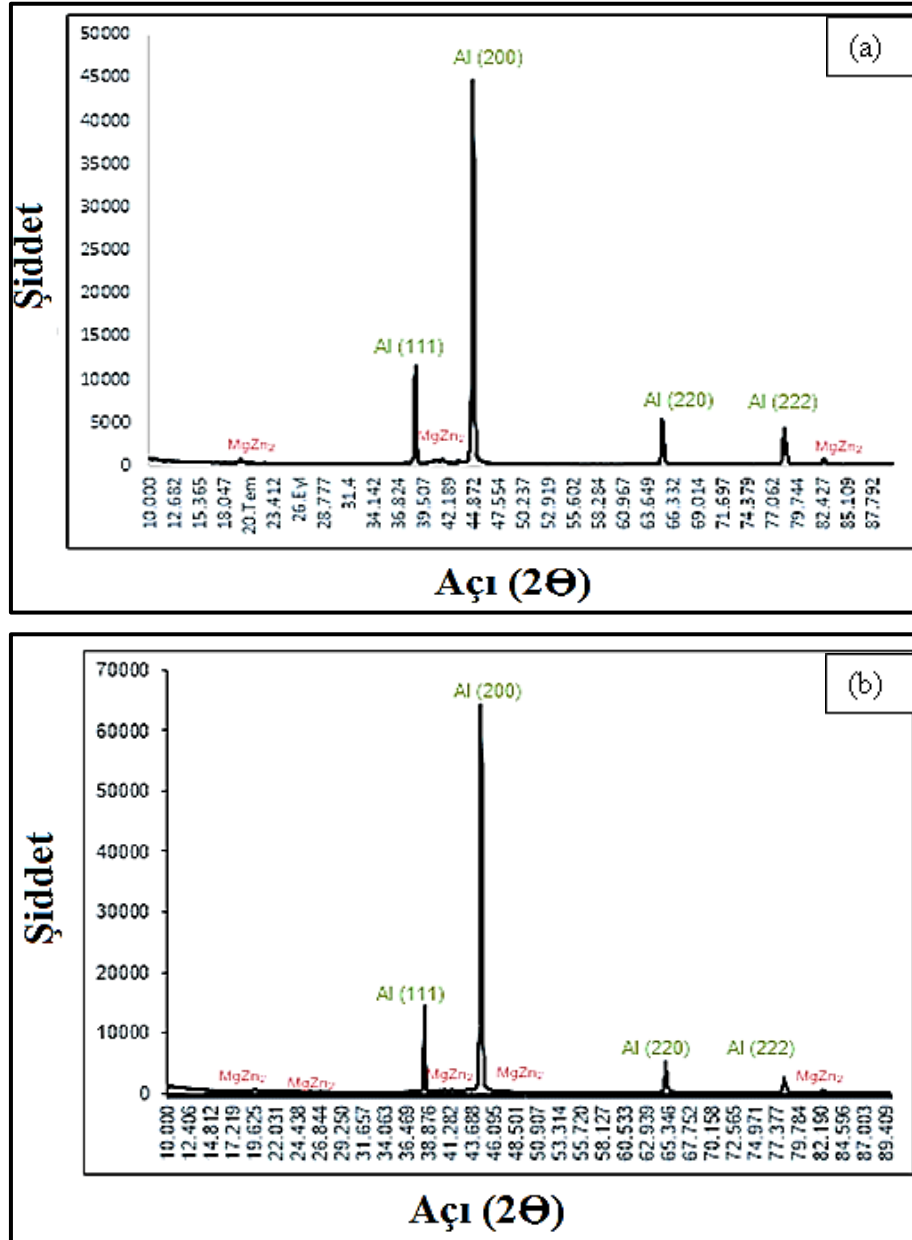 (a)
50000
45000
40000
35000
30000
25000
20000
15000
10000
5000
0
Şiddet
Al (200)
Al (111)
Al (220)
Al (222)
MgZn₂
MgZn₂
MgZn₂
10.000 12.682 15.365 18.047 20.Tem 23.412 26.Eyl 28.777 31.4 34.142 36.824 39.507 42.189 44.872 47.554 50.237 52.919 55.602 58.284 60.967 63.649 66.332 69.014 71.697 74.379 77.062 79.744 82.427 85.109 87.792
Açı (2Ɵ)
(b)
70000
60000
50000
40000
30000
20000
10000
0
Şiddet
Al (200)
Al (111)
Al (220)
Al (222)
MgZn₂
MgZn₂
MgZn₂
MgZn₂
MgZn₂
10.000 12.406 14.812 17.219 19.625 22.031 24.438 26.844 29.250 31.657 34.063 36.469 38.876 41.282 43.688 46.095 48.501 50.907 53.314 55.720 58.127 60.533 62.939 65.346 67.752 70.158 72.565 74.971 77.377 79.784 82.190 84.596 87.003 89.409
Açı (2Ɵ)